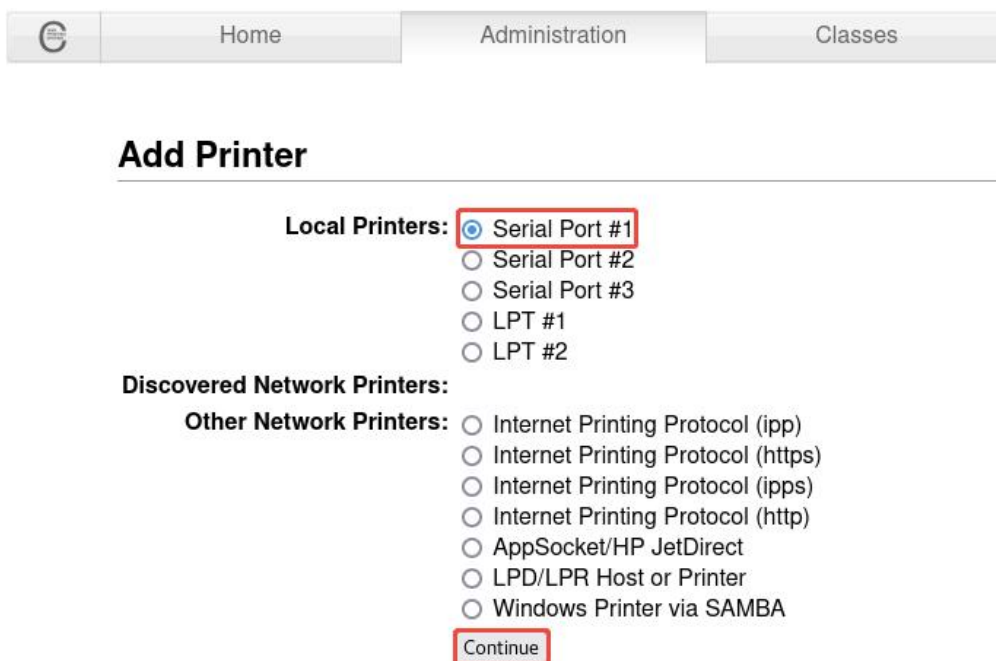 Home Administration Classes
Add Printer
Local Printers: Serial Port #1
Serial Port #2
Serial Port #3
LPT #1
LPT #2
Discovered Network Printers:
Other Network Printers: Internet Printing Protocol (ipp)
Internet Printing Protocol (https)
Internet Printing Protocol (ipps)
Internet Printing Protocol (http)
AppSocket/HP JetDirect
LPD/LPR Host or Printer
Windows Printer via SAMBA
Continue